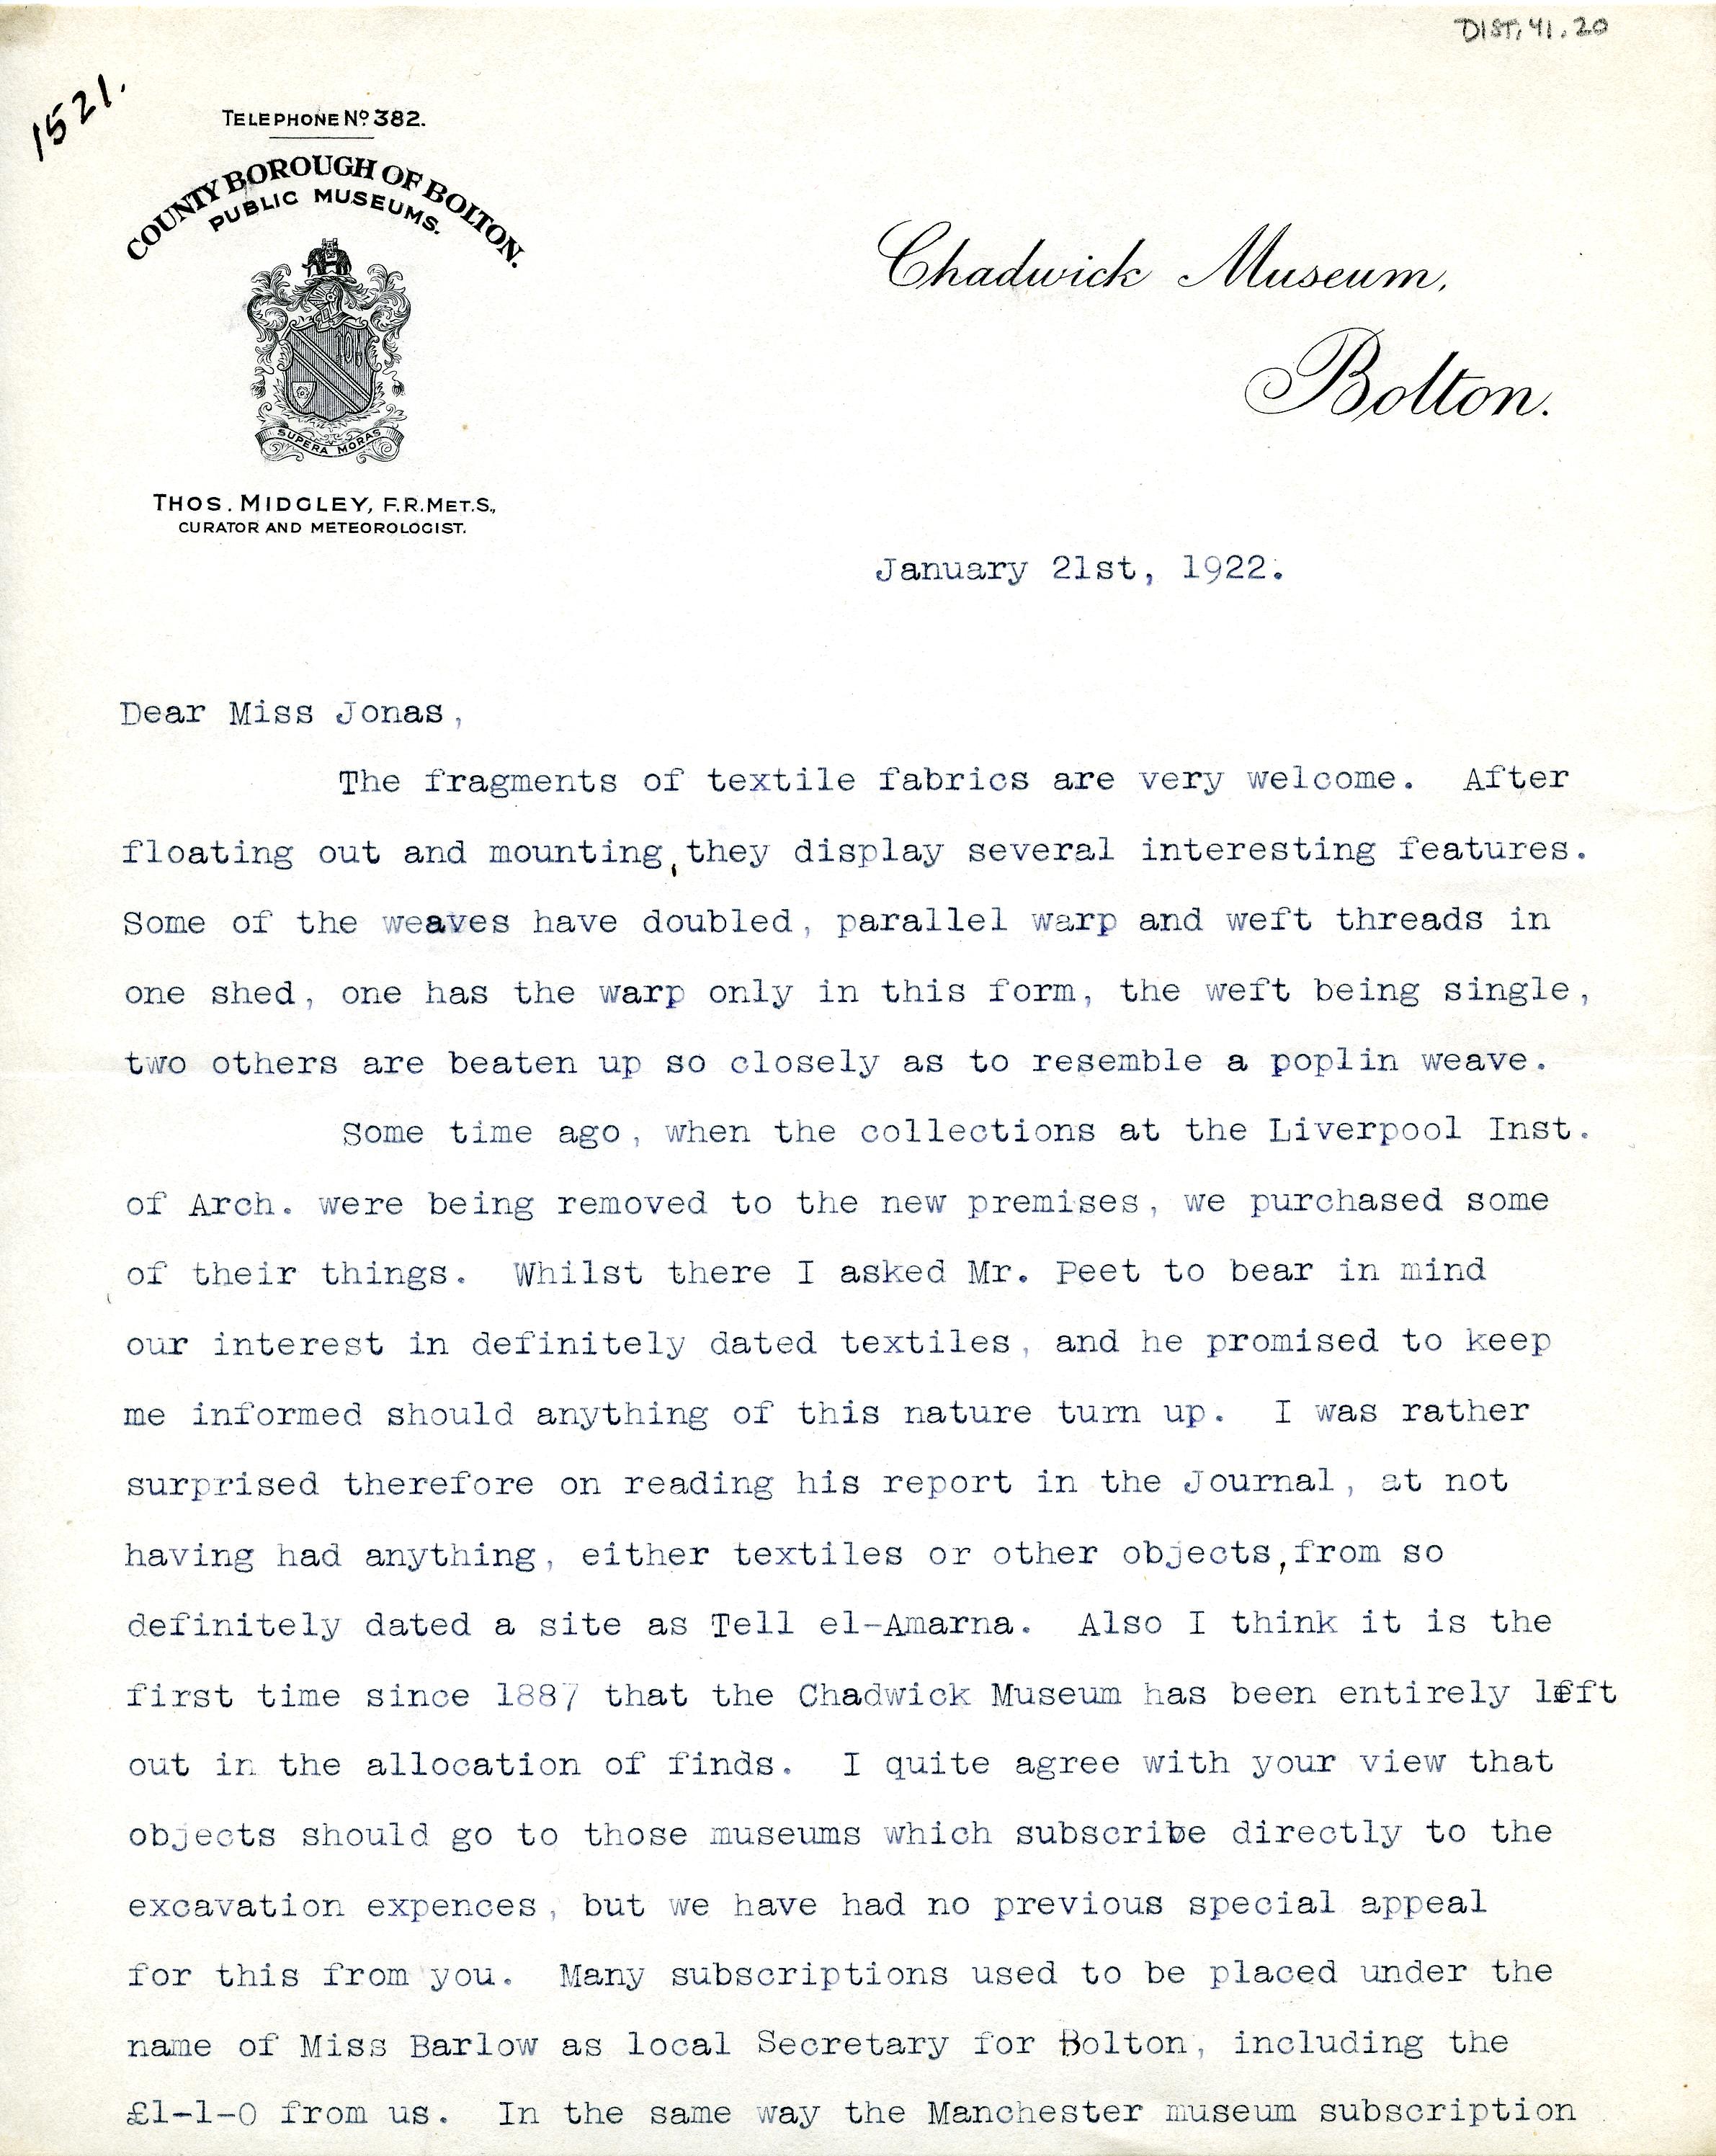 DIST.41.20
1521.
TELEPHONE Nº 382.
COUNTY BOROUGH OF BOLTON.
PUBLIC MUSEUMS.
SUPERA MORAS
THOS. MIDGLEY, F.R.MET.S.,
CURATOR AND METEOROLOGIST.
Chadwick Museum,
Bolton.
January 21st, 1922.
Dear Miss Jonas,
The fragments of textile fabrics are very welcome. After
floating out and mounting, they display several interesting features.
Some of the weaves have doubled, parallel warp and weft threads in
one shed, one has the warp only in this form, the weft being single,
two others are beaten up so closely as to resemble a poplin weave.
Some time ago, when the collections at the Liverpool Inst.
of Arch. were being removed to the new premises, we purchased some
of their things. Whilst there I asked Mr. Peet to bear in mind
our interest in definitely dated textiles, and he promised to keep
me informed should anything of this nature turn up. I was rather
surprised therefore on reading his report in the Journal, at not
having had anything, either textiles or other objects, from so
definitely dated a site as Tell el-Amarna. Also I think it is the
first time since 1887 that the Chadwick Museum has been entirely left
out in the allocation of finds. I quite agree with your view that
objects should go to those museums which subscribe directly to the
excavation expences, but we have had no previous special appeal
for this from you. Many subscriptions used to be placed under the
name of Miss Barlow as local Secretary for Bolton, including the
£1-1-0 from us. In the same way the Manchester museum subscription